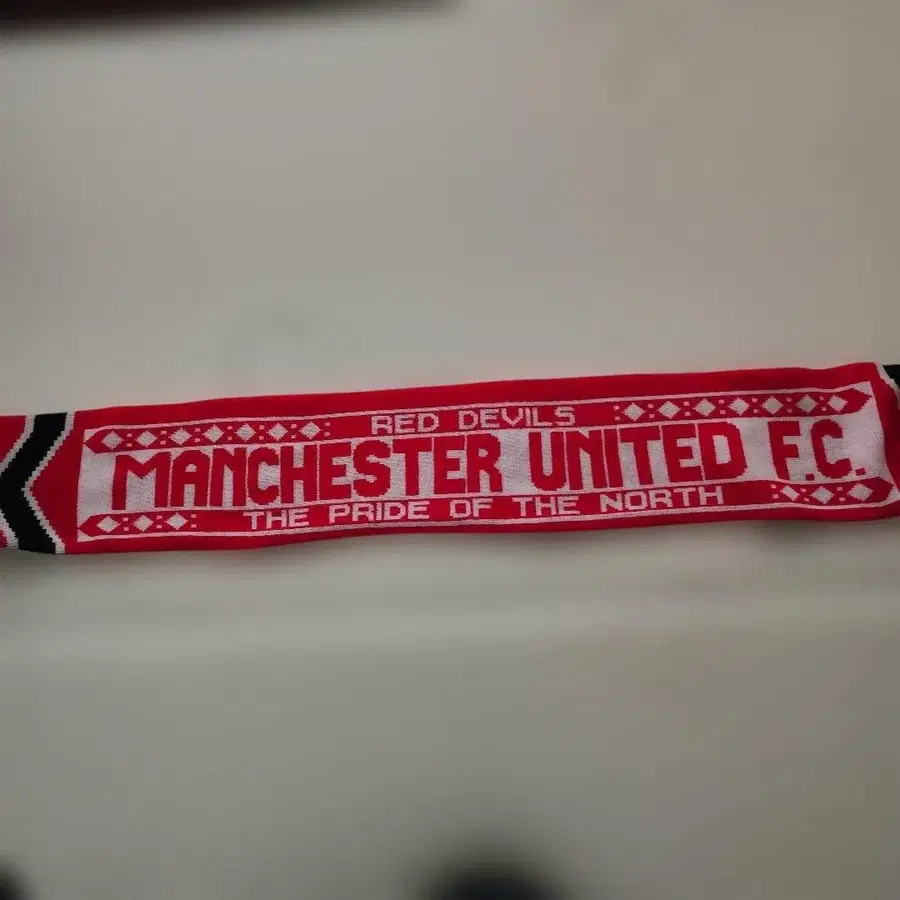 RED DEVILS
MANCHESTER UNITED F.C.
THE PRIDE OF THE NORTH